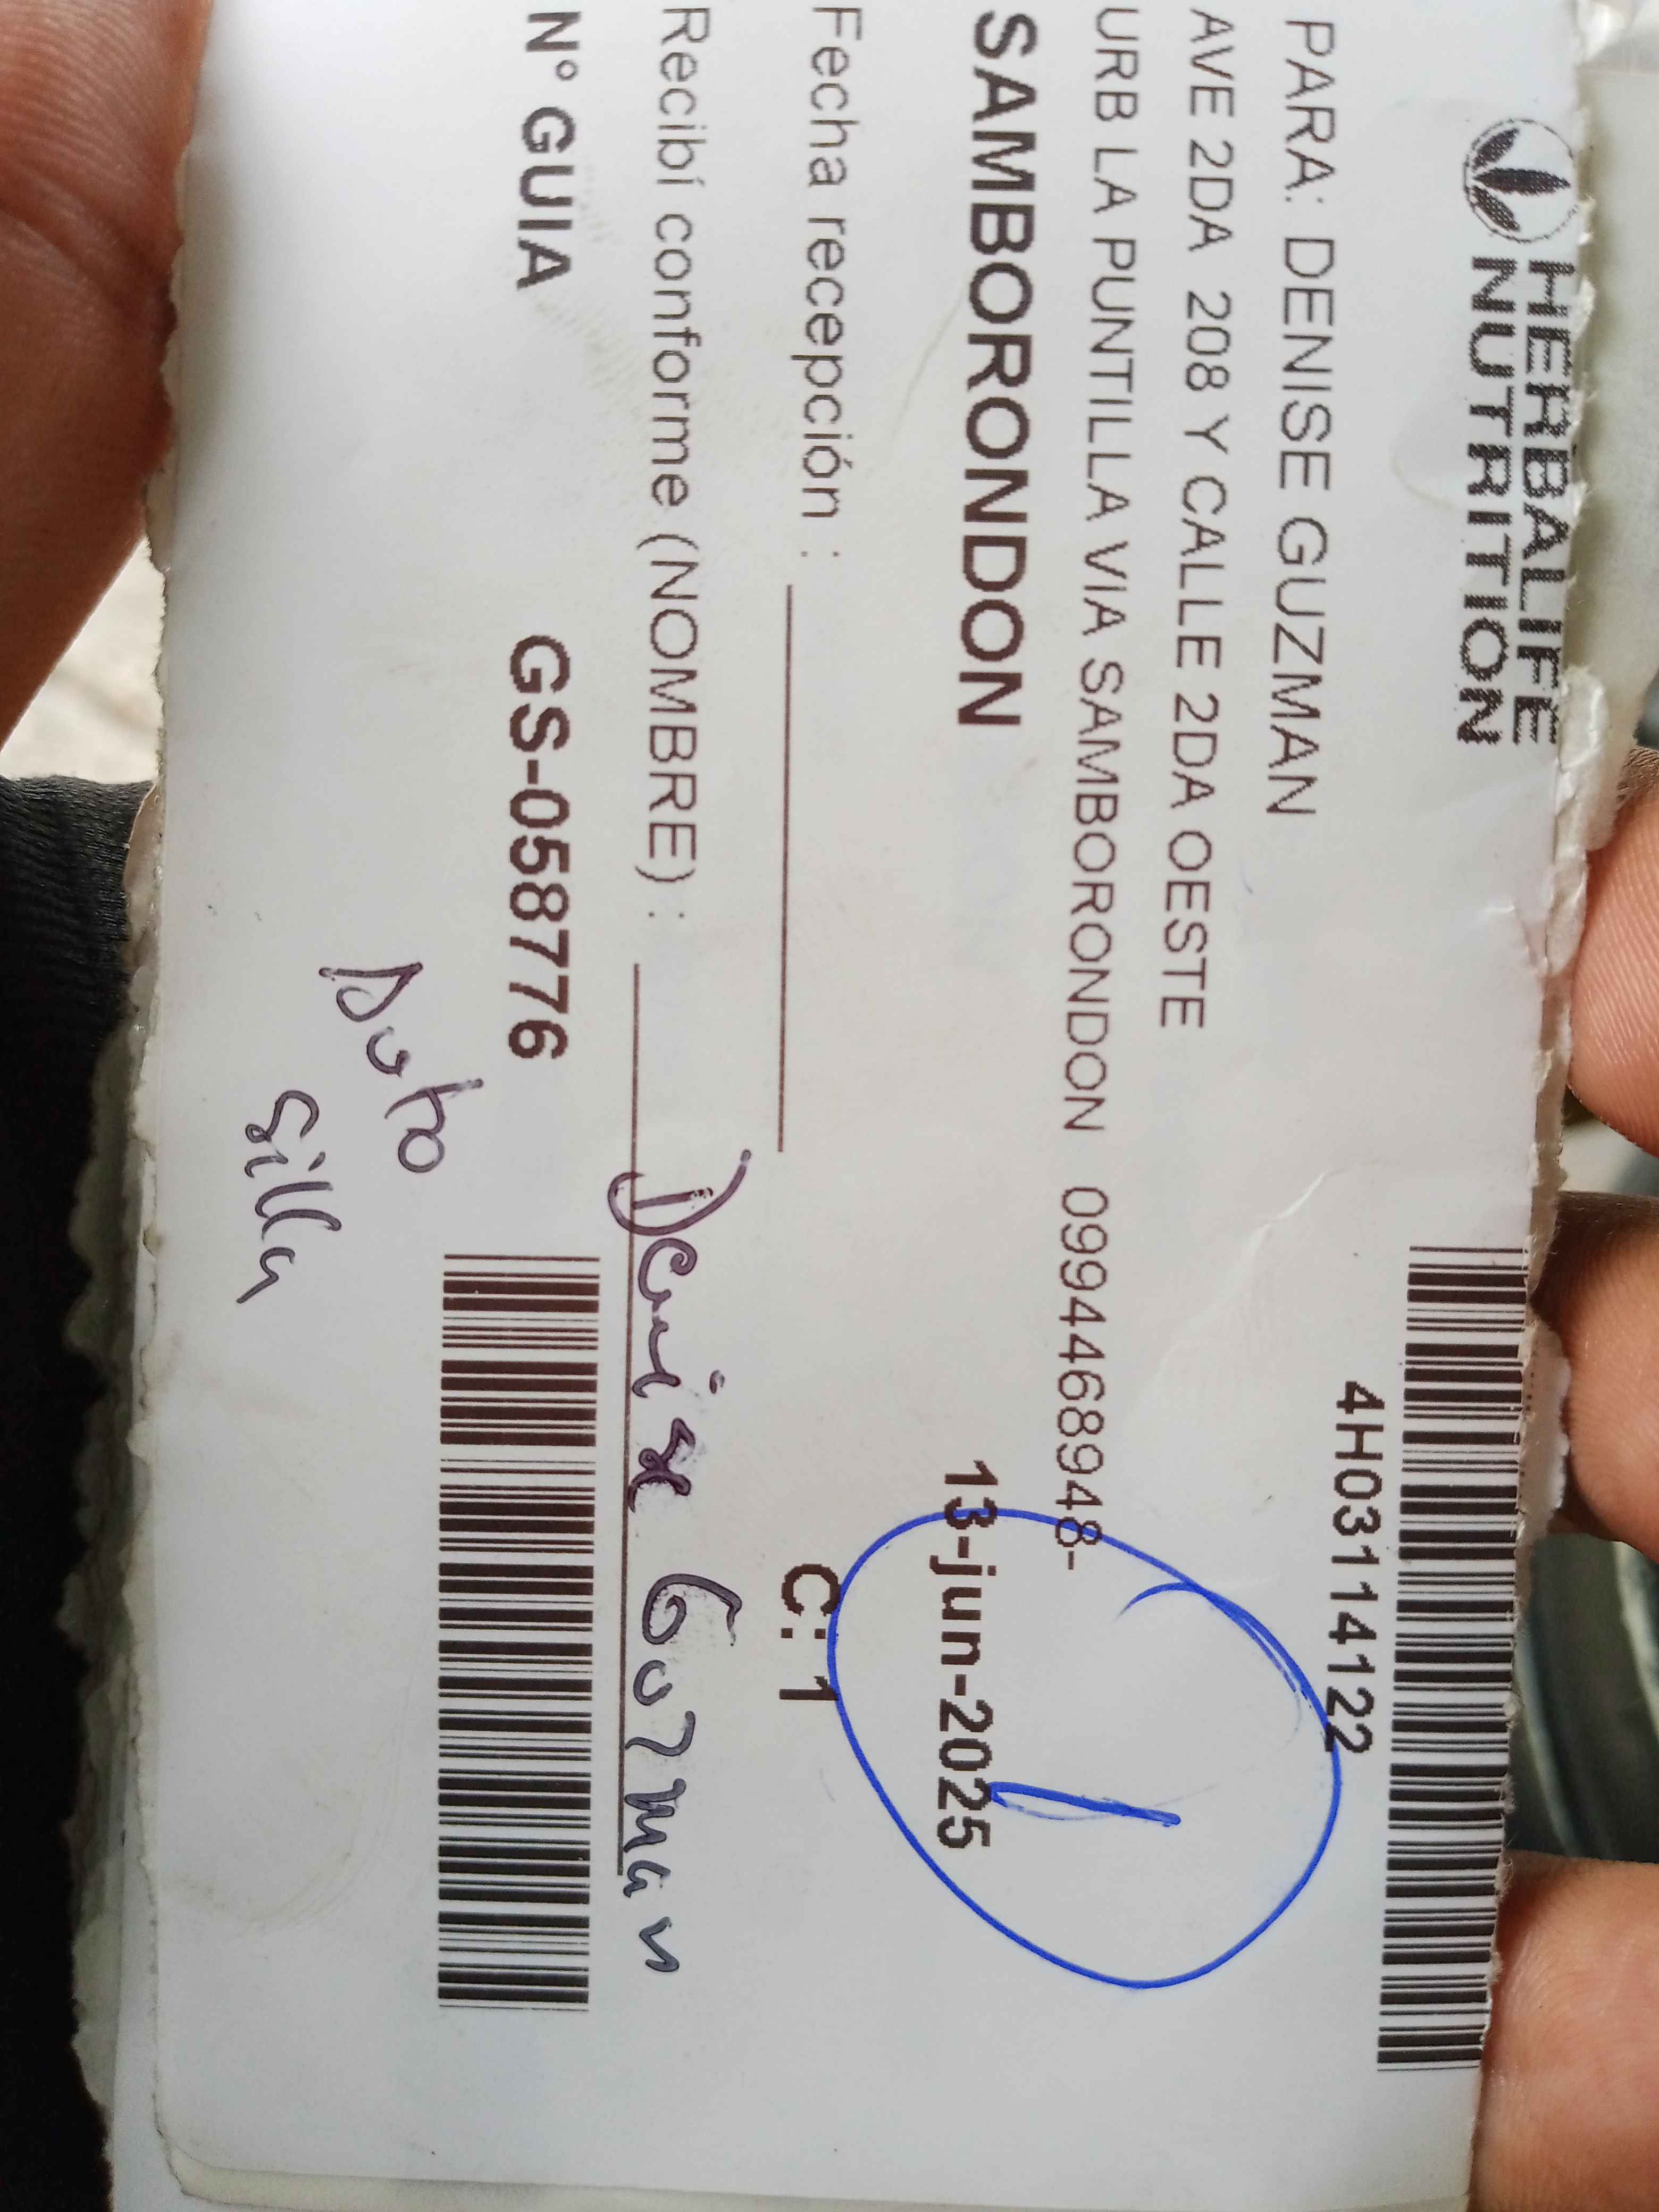 HERBALIFE
NUTRITION
4H03114122
PARA: DENISE GUZMAN
AVE 2DA 208 Y CALLE 2DA OESTE
URB LA PUNTILLA VIA SAMBORONDON 0994468948-
SAMBORONDON
13-jun-2025
Fecha recepción :
C: 1
Recibí conforme (NOMBRE) : Denise Guzman
N° GUIA GS-058776
silla